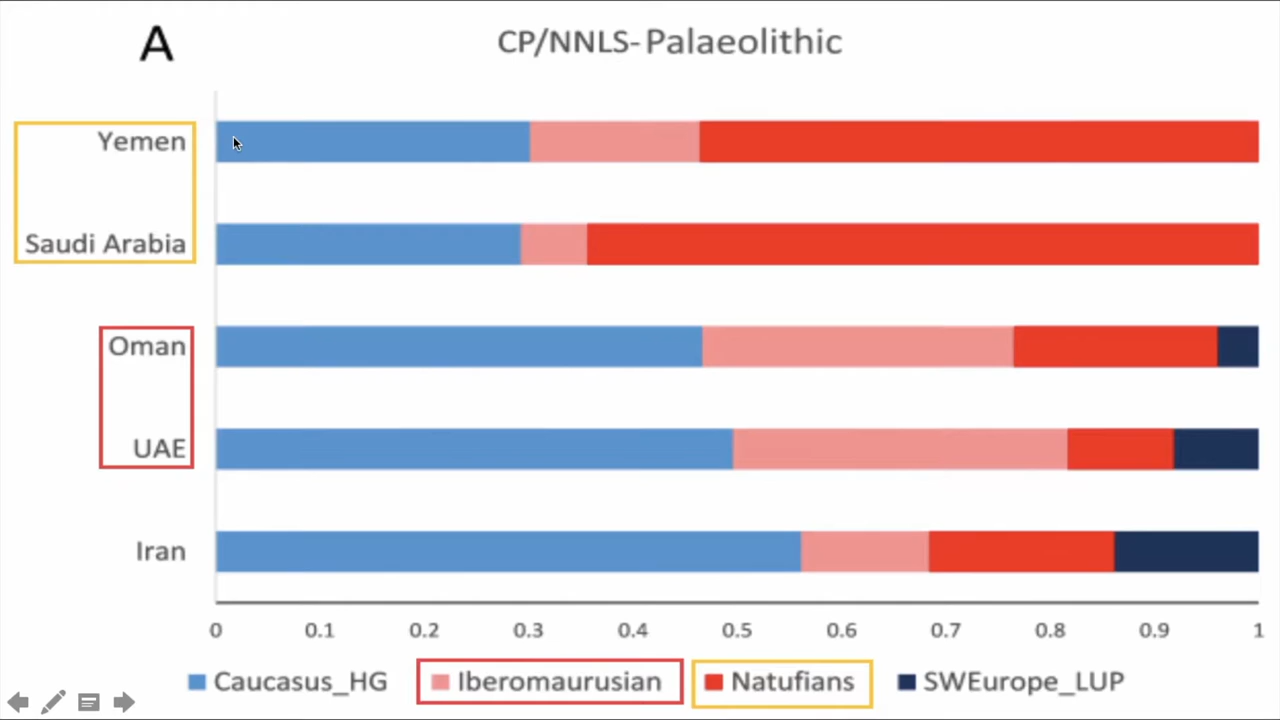 A
CP/NNLS-Palaeolithic
Yemen
Saudi Arabia
Oman
UAE
Iran
0 0.1 0.2 0.3 0.4 0.5 0.6 0.7 0.8 0.9 1
Caucasus_HG Iberomaurusian Natufians SWEurope_LUP